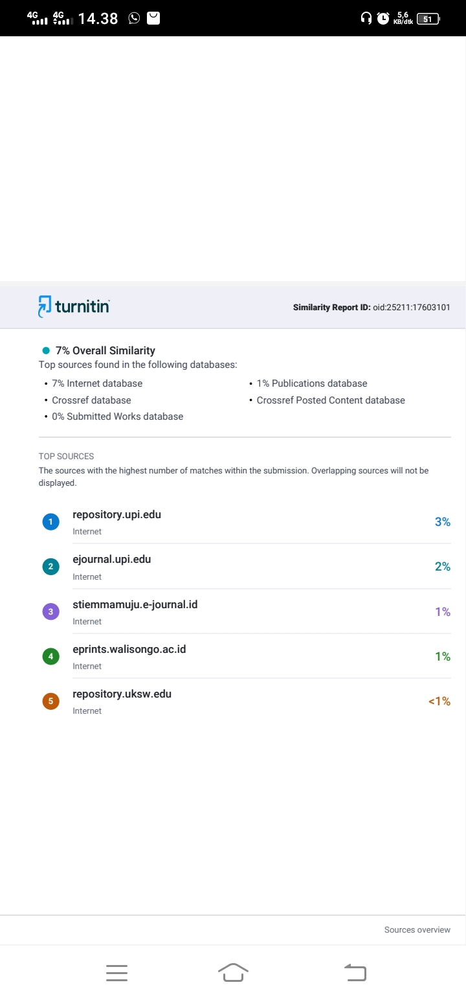 4G 4G 14.38 5,6 KB/dtk 51
turnitin™ Similarity Report ID: oid:25211:17603101
7% Overall Similarity
Top sources found in the following databases:
• 7% Internet database • 1% Publications database
• Crossref database • Crossref Posted Content database
• 0% Submitted Works database
TOP SOURCES
The sources with the highest number of matches within the submission. Overlapping sources will not be
displayed.
1 repository.upi.edu 3%
Internet
2 ejournal.upi.edu 2%
Internet
3 stiemmamuju.e-journal.id 1%
Internet
4 eprints.walisongo.ac.id 1%
Internet
5 repository.uksw.edu <1%
Internet
Sources overview